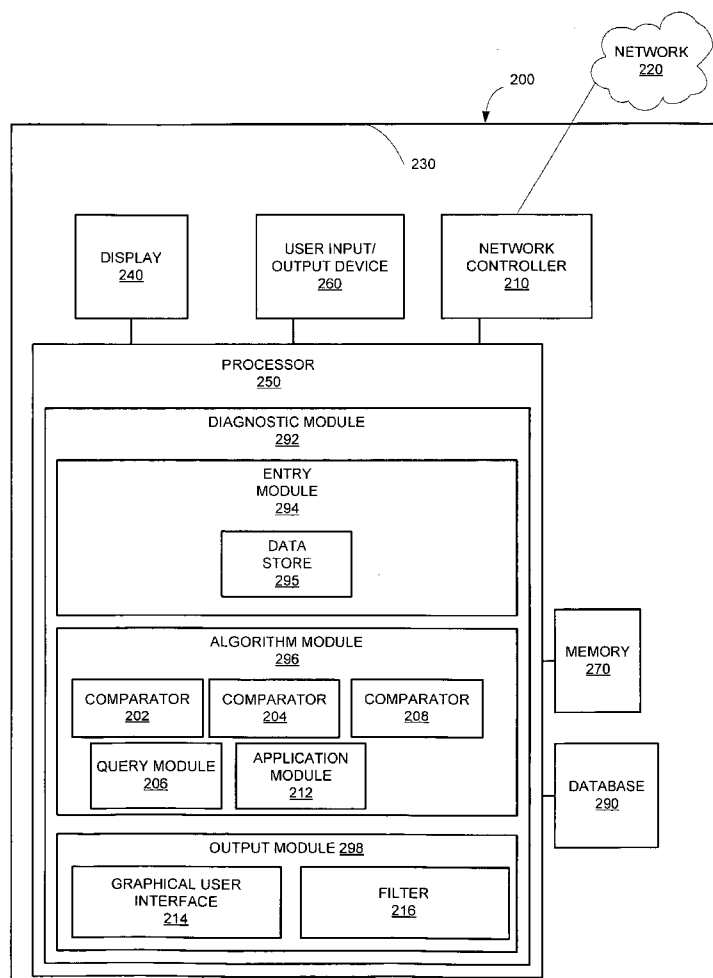 NETWORK
220
200
230
DISPLAY
240
USER INPUT/
OUTPUT DEVICE
260
NETWORK
CONTROLLER
210
PROCESSOR
250
DIAGNOSTIC MODULE
292
ENTRY
MODULE
294
DATA
STORE
295
ALGORITHM MODULE
296
COMPARATOR
202
COMPARATOR
204
COMPARATOR
208
QUERY MODULE
206
APPLICATION
MODULE
212
MEMORY
270
DATABASE
290
OUTPUT MODULE 298
GRAPHICAL USER
INTERFACE
214
FILTER
216